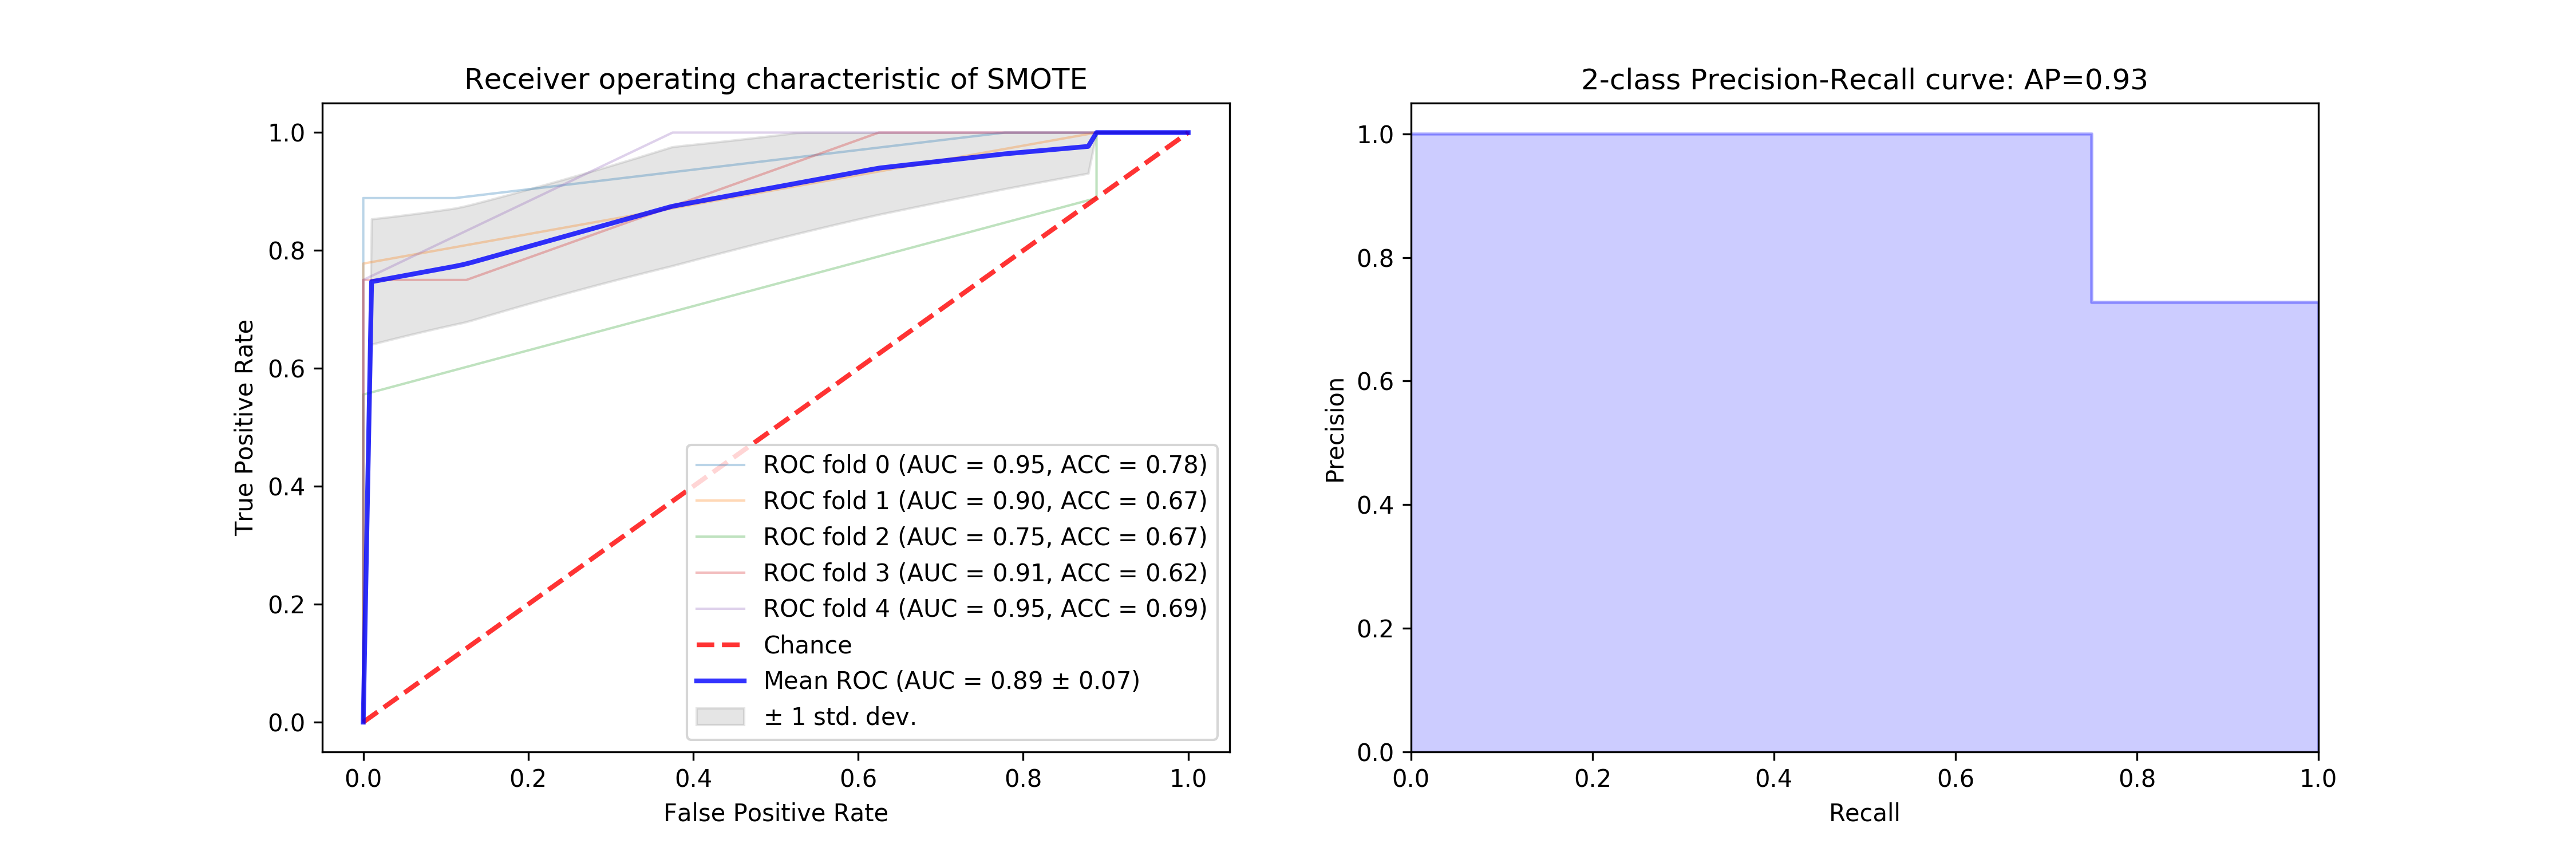 Receiver operating characteristic of SMOTE
True Positive Rate
1.0
0.8
0.6
0.4
0.2
0.0
ROC fold 0 (AUC = 0.95, ACC = 0.78)
ROC fold 1 (AUC = 0.90, ACC = 0.67)
ROC fold 2 (AUC = 0.75, ACC = 0.67)
ROC fold 3 (AUC = 0.91, ACC = 0.62)
ROC fold 4 (AUC = 0.95, ACC = 0.69)
Chance
Mean ROC (AUC = 0.89 ± 0.07)
± 1 std. dev.
0.0 0.2 0.4 0.6 0.8 1.0
False Positive Rate
2-class Precision-Recall curve: AP=0.93
Precision
1.0
0.8
0.6
0.4
0.2
0.0
0.0 0.2 0.4 0.6 0.8 1.0
Recall